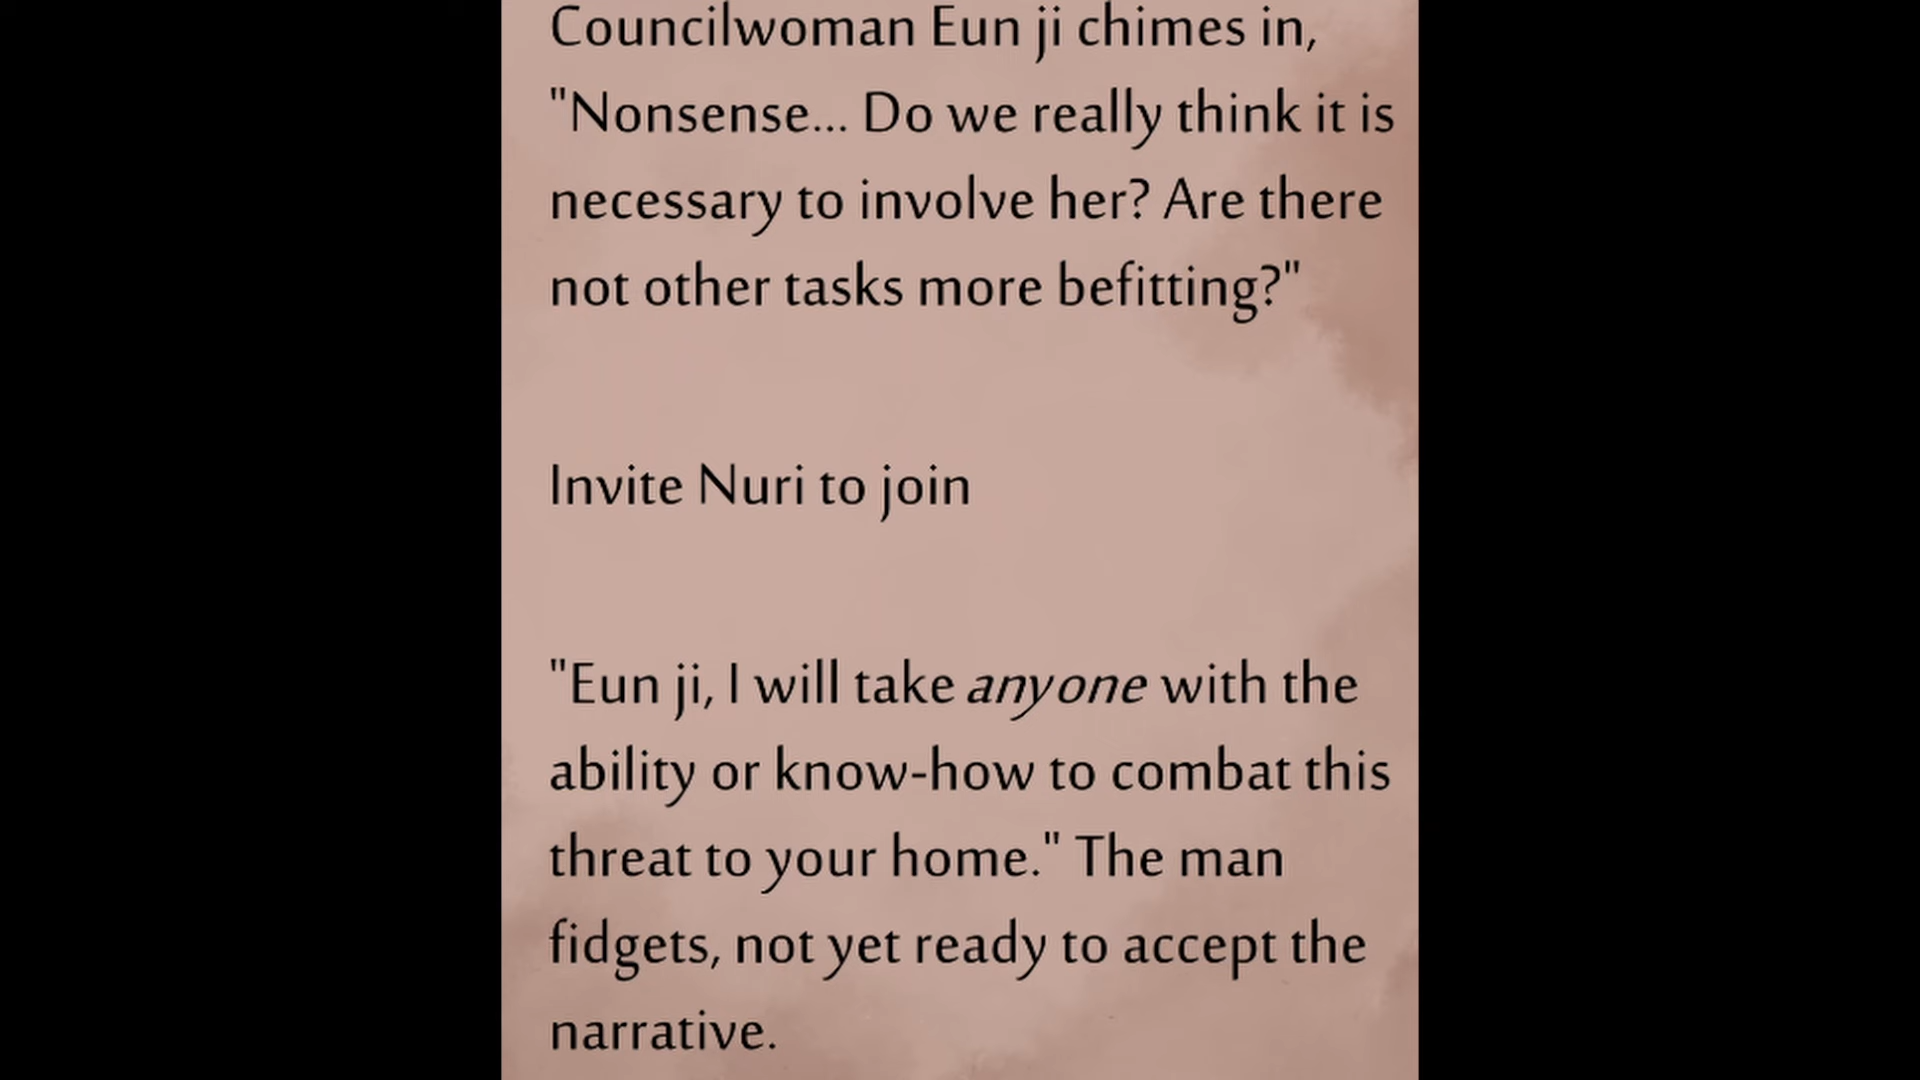 Councilwoman Eun ji chimes in,
"Nonsense... Do we really think it is
necessary to involve her? Are there
not other tasks more befitting?"
Invite Nuri to join
"Eun ji, I will take anyone with the
ability or know-how to combat this
threat to your home." The man
fidgets, not yet ready to accept the
narrative.